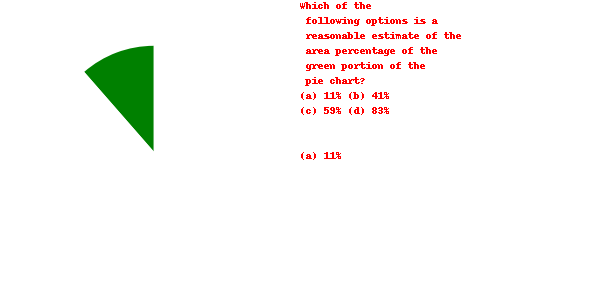 Which of the
following options is a
reasonable estimate of the
area percentage of the
green portion of the
pie chart?
(a) 11% (b) 41%
(c) 59% (d) 83%
(a) 11%